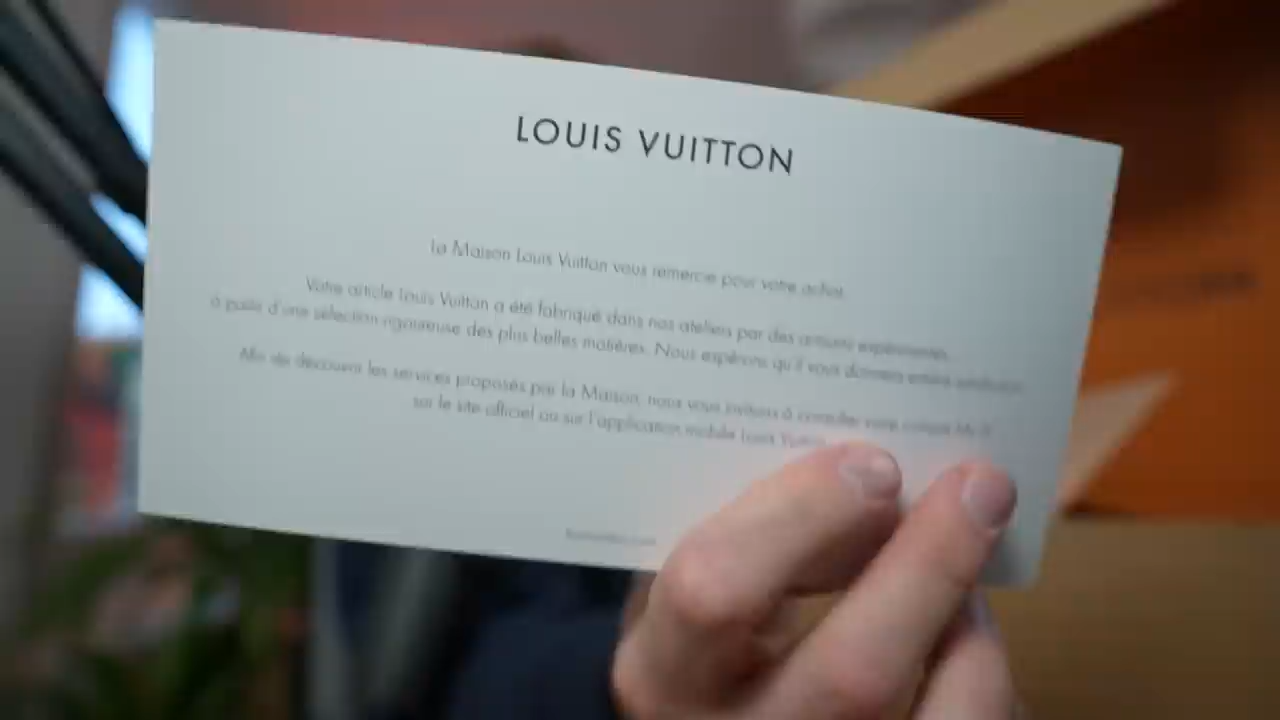 LOUIS VUITTON
La Maison Louis Vuitton vous remercie pour votre achat.
Votre article Louis Vuitton a été fabriqué dans nos ateliers par des artisans expérimentés,
à partir d'une sélection rigoureuse des plus belles matières. Nous espérons qu'il vous donnera entière satisfaction.
Afin de découvrir les services proposés par la Maison, nous vous invitons à consulter votre compte
sur le site officiel ou sur l'application mobile Louis Vuitton